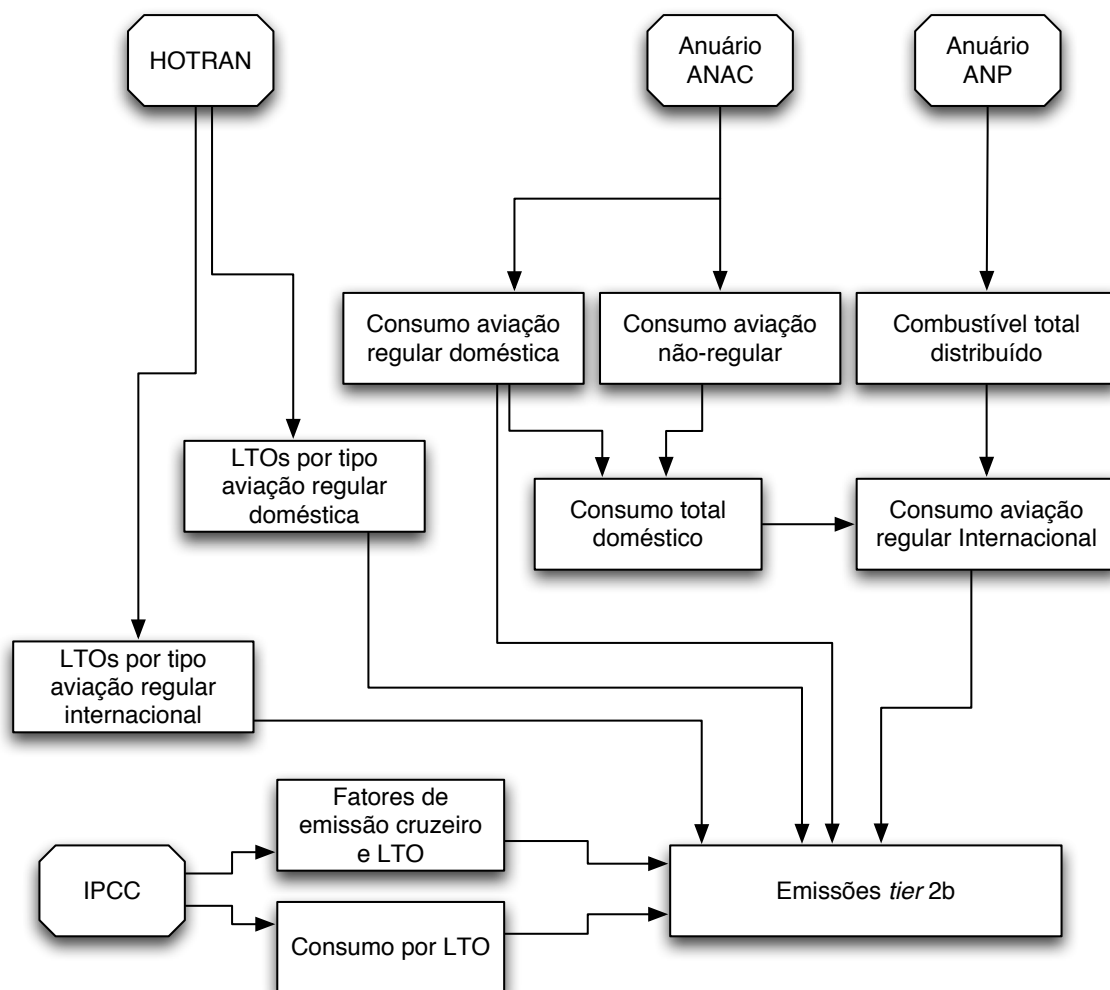 HOTRAN
Anuário
ANAC
Anuário
ANP
Consumo aviação
regular doméstica
Consumo aviação
não-regular
Combustível total
distribuído
LTOs por tipo
aviação regular
doméstica
Consumo total
doméstico
Consumo aviação
regular Internacional
LTOs por tipo
aviação regular
internacional
Fatores de
emissão cruzeiro
e LTO
IPCC
Emissões tier 2b
Consumo por LTO